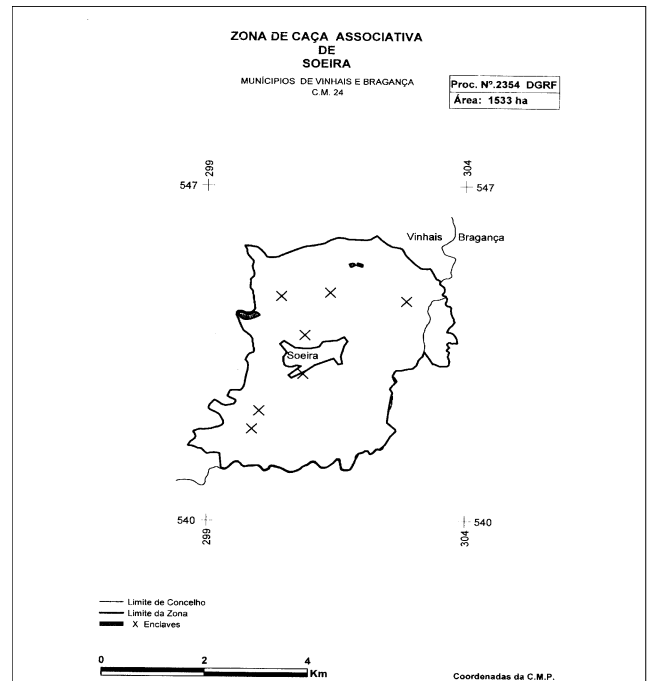 ZONA DE CAÇA ASSOCIATIVA
DE
SOEIRA
MUNÍCIPIOS DE VINHAIS E BRAGANÇA
C.M. 24
Proc. Nº.2354 DGRF
Área: 1533 ha
299
304
547
547
Vinhais
Bragança
Soeira
540
540
299
304
Limite de Concelho
Limite da Zona
X Enclaves
0 2 4
Km
Coordenadas da C.M.P.